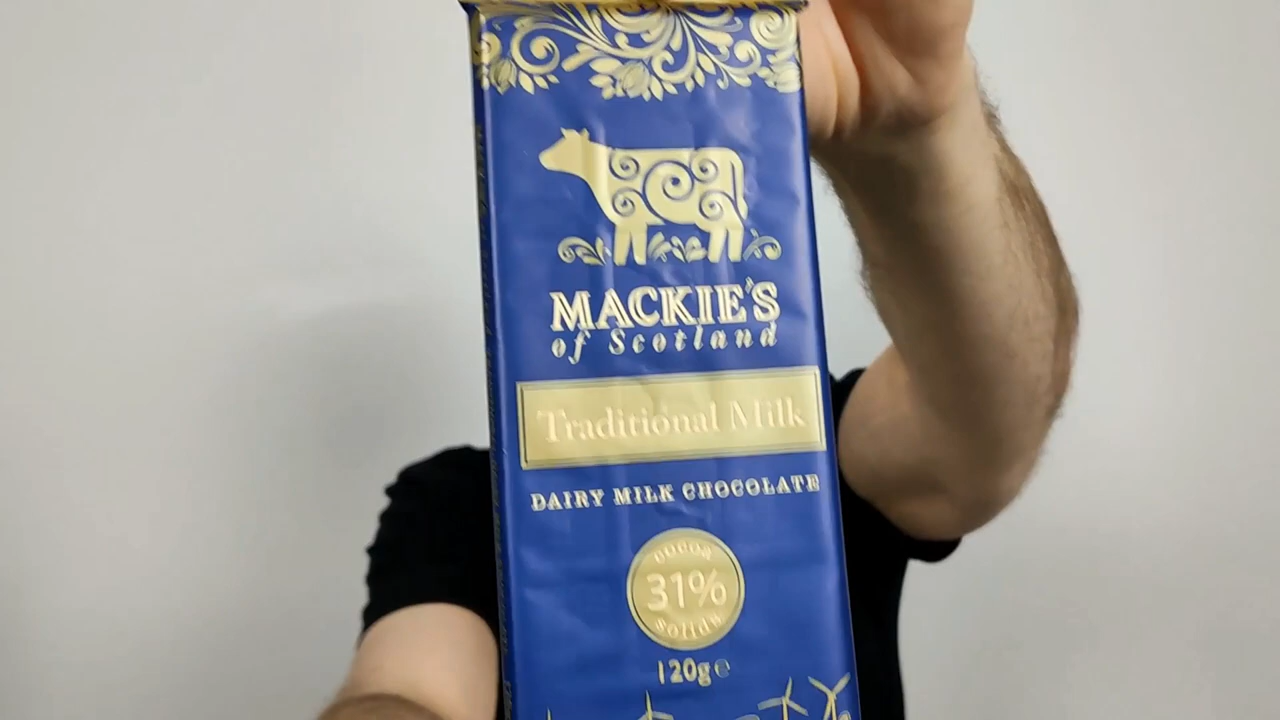 MACKIE'S
of Scotland
Traditional Milk
DAIRY MILK CHOCOLATE
cocoa
31%
solids
120g℮